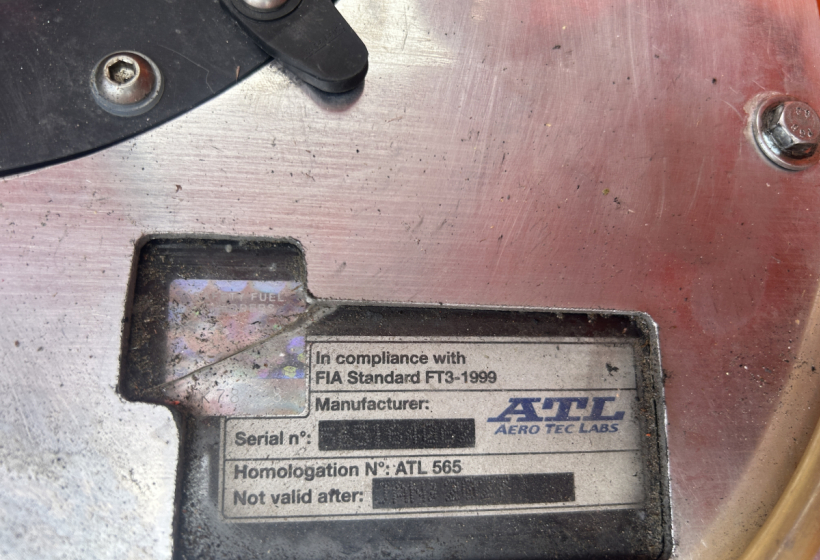 FUEL
In compliance with
FIA Standard FT3-1999
Manufacturer:
ATL
AERO TEC LABS
Serial n°:
Homologation N°: ATL 565
Not valid after: